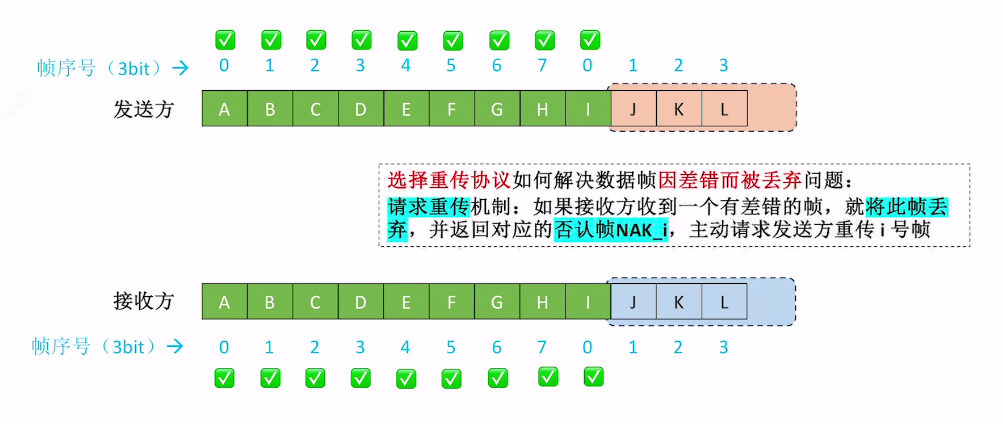 帧序号（3bit）→ 0 1 2 3 4 5 6 7 0 1 2 3
发送方 A B C D E F G H I J K L
选择重传协议如何解决数据帧因差错而被丢弃问题：
请求重传机制：如果接收方收到一个有差错的帧，就将此帧丢
弃，并返回对应的否认帧NAK_i，主动请求发送方重传 i 号帧
接收方 A B C D E F G H I J K L
帧序号（3bit）→ 0 1 2 3 4 5 6 7 0 1 2 3